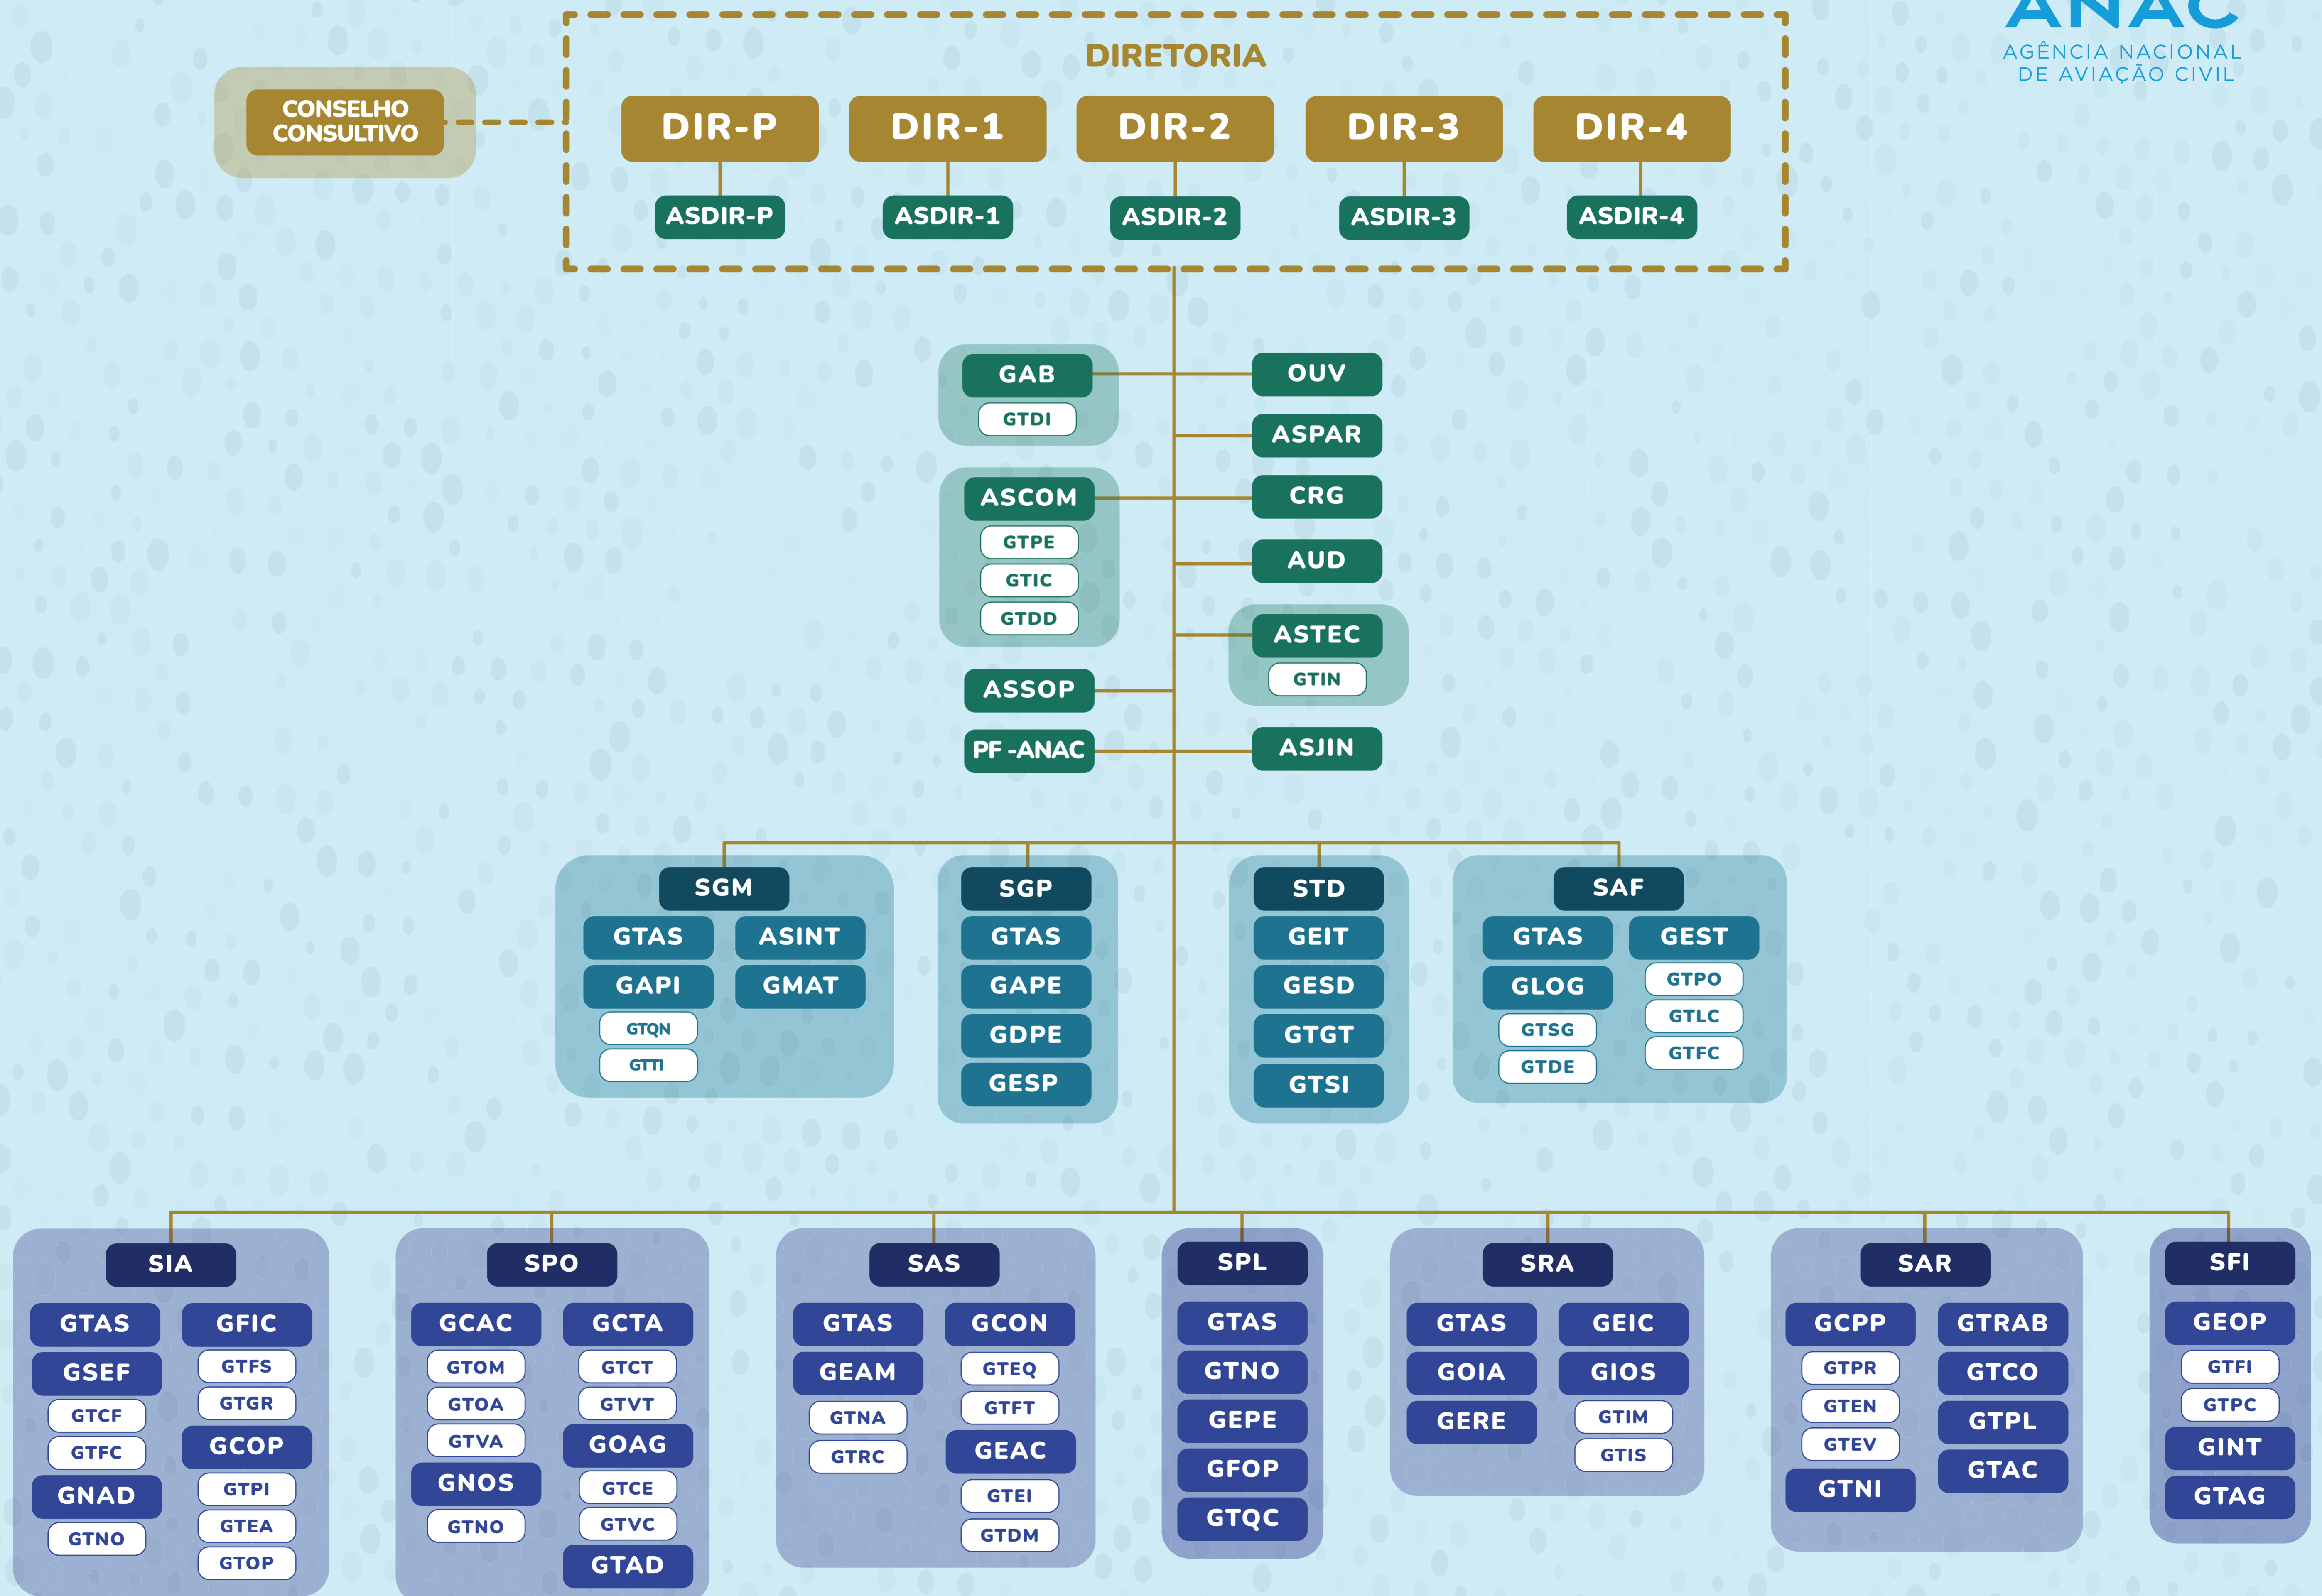 ANAC
AGÊNCIA NACIONAL
DE AVIAÇÃO CIVIL
DIRETORIA
CONSELHO
CONSULTIVO
DIR-P
DIR-1
DIR-2
DIR-3
DIR-4
ASDIR-P
ASDIR-1
ASDIR-2
ASDIR-3
ASDIR-4
GAB
GTDI
ASCOM
GTPE
GTIC
GTDD
ASSOP
PF -ANAC
OUV
ASPAR
CRG
AUD
ASTEC
GTIN
ASJIN
SGM
GTAS
GAPI
GTQN
GTTI
ASINT
GMAT
SGP
GTAS
GAPE
GDPE
GESP
STD
GEIT
GESD
GTGT
GTSI
SAF
GTAS
GLOG
GTSG
GTDE
GEST
GTPO
GTLC
GTFC
SIA
GTAS
GSEF
GTCF
GTFC
GNAD
GTNO
GFIC
GTFS
GTGR
GCOP
GTPI
GTEA
GTOP
SPO
GCAC
GTOM
GTOA
GTVA
GNOS
GTNO
GCTA
GTCT
GTVT
GOAG
GTCE
GTVC
GTAD
SAS
GTAS
GEAM
GTNA
GTRC
GCON
GTEQ
GTFT
GEAC
GTEI
GTDM
SPL
GTAS
GTNO
GEPE
GFOP
GTQC
SRA
GTAS
GOIA
GERE
GEIC
GIOS
GTIM
GTIS
SAR
GCPP
GTPR
GTEN
GTEV
GTNI
GTRAB
GTCO
GTPL
GTAC
SFI
GEOP
GTFI
GTPC
GINT
GTAG